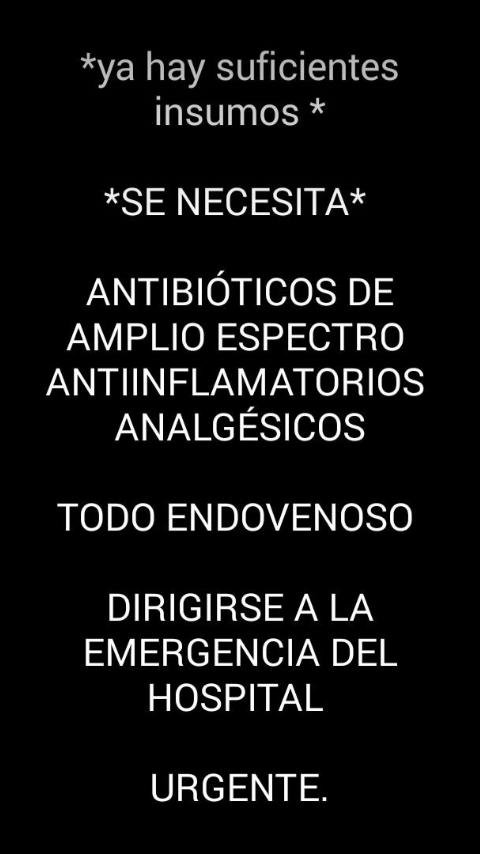 *ya hay suficientes
insumos *
*SE NECESITA*
ANTIBIÓTICOS DE
AMPLIO ESPECTRO
ANTIINFLAMATORIOS
ANALGÉSICOS
TODO ENDOVENOSO
DIRIGIRSE A LA
EMERGENCIA DEL
HOSPITAL
URGENTE.